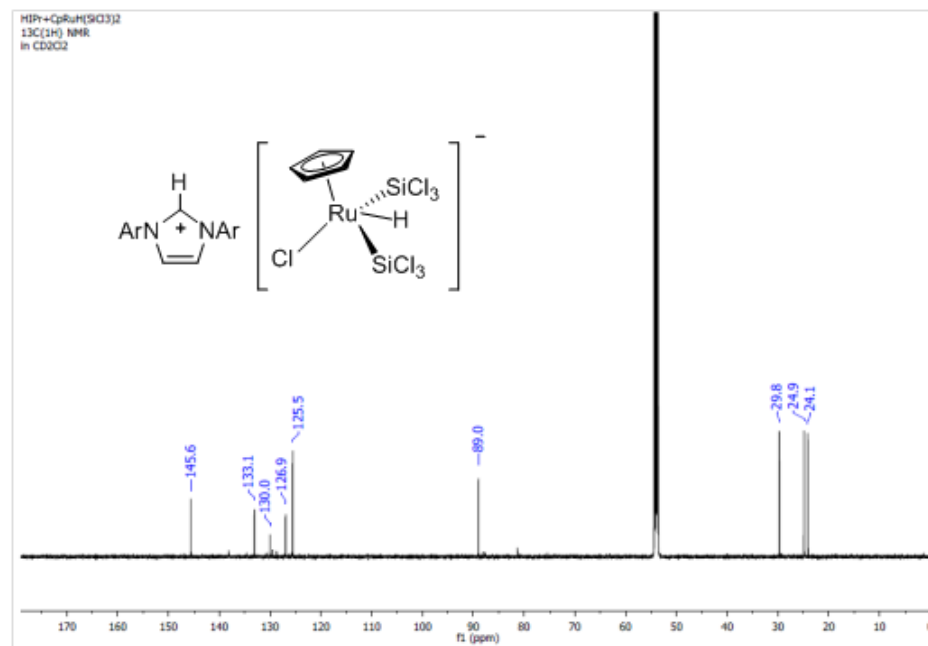 HIPr+CpRuH(SiCl3)2
13C{1H} NMR
in CD2Cl2
H
ArN
+
NAr
−
SiCl3
Ru
H
Cl
SiCl3
145.6
133.1
130.0
126.9
125.5
89.0
29.8
24.9
24.1
170 160 150 140 130 120 110 100 90 80 70 60 50 40 30 20 10
f1 (ppm)